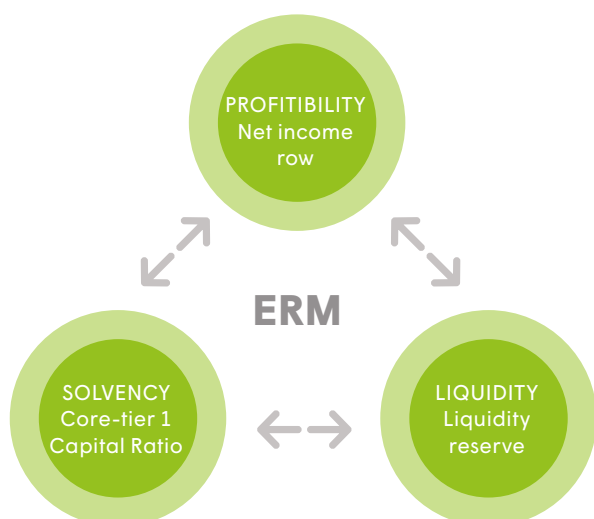 PROFITIBILITY
Net income
row
ERM
SOLVENCY
Core-tier 1
Capital Ratio
LIQUIDITY
Liquidity
reserve